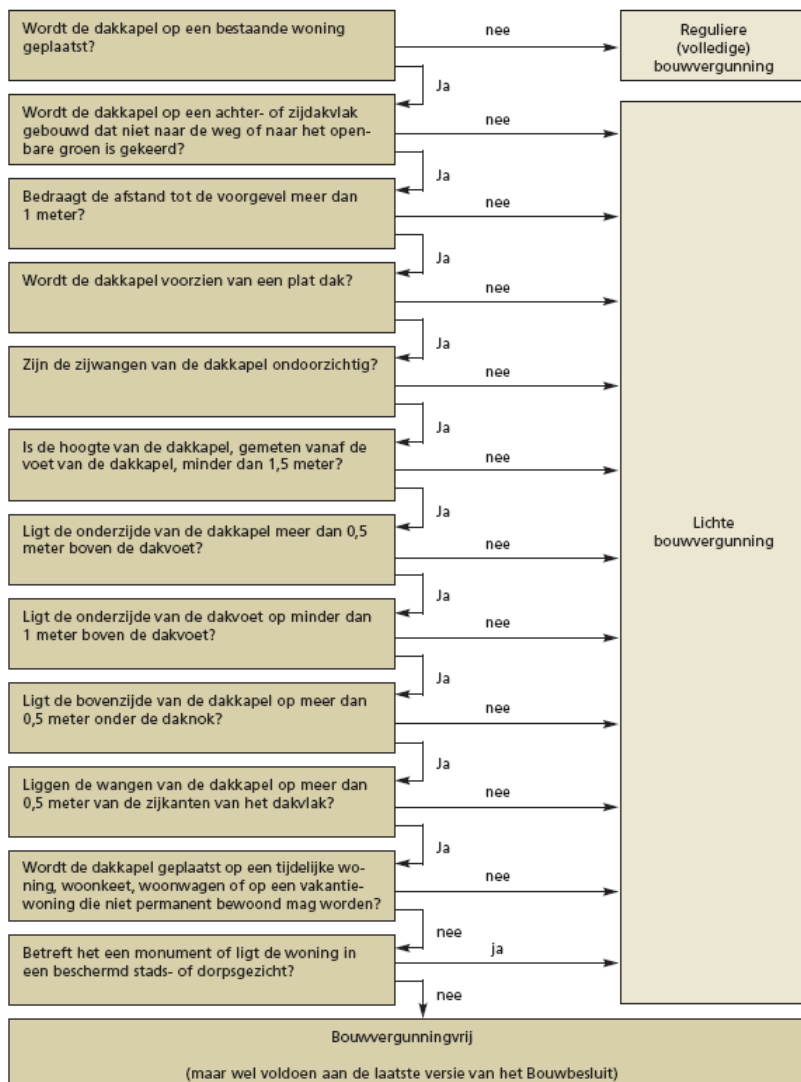 Wordt de dakkapel op een bestaande woning
geplaatst?
nee
Reguliere
(volledige)
bouwvergunning
Ja
Wordt de dakkapel op een achter- of zijdakvlak
gebouwd dat niet naar de weg of naar het open-
bare groen is gekeerd?
nee
Ja
Bedraagt de afstand tot de voorgevel meer dan
1 meter?
nee
Ja
Wordt de dakkapel voorzien van een plat dak?
nee
Ja
Zijn de zijwangen van de dakkapel ondoorzichtig?
nee
Ja
Is de hoogte van de dakkapel, gemeten vanaf de
voet van de dakkapel, minder dan 1,5 meter?
nee
Ja
Ligt de onderzijde van de dakkapel meer dan 0,5
meter boven de dakvoet?
nee
Lichte
bouwvergunning
Ja
Ligt de onderzijde van de dakvoet op minder dan
1 meter boven de dakvoet?
nee
Ja
Ligt de bovenzijde van de dakkapel op meer dan
0,5 meter onder de daknok?
nee
Ja
Liggen de wangen van de dakkapel op meer dan
0,5 meter van de zijkanten van het dakvlak?
nee
Ja
Wordt de dakkapel geplaatst op een tijdelijke wo-
ning, woonkeet, woonwagen of op een vakantie-
woning die niet permanent bewoond mag worden?
nee
nee
Betreft het een monument of ligt de woning in
een beschermd stads- of dorpsgezicht?
ja
nee
Bouwvergunningvrij
(maar wel voldoen aan de laatste versie van het Bouwbesluit)